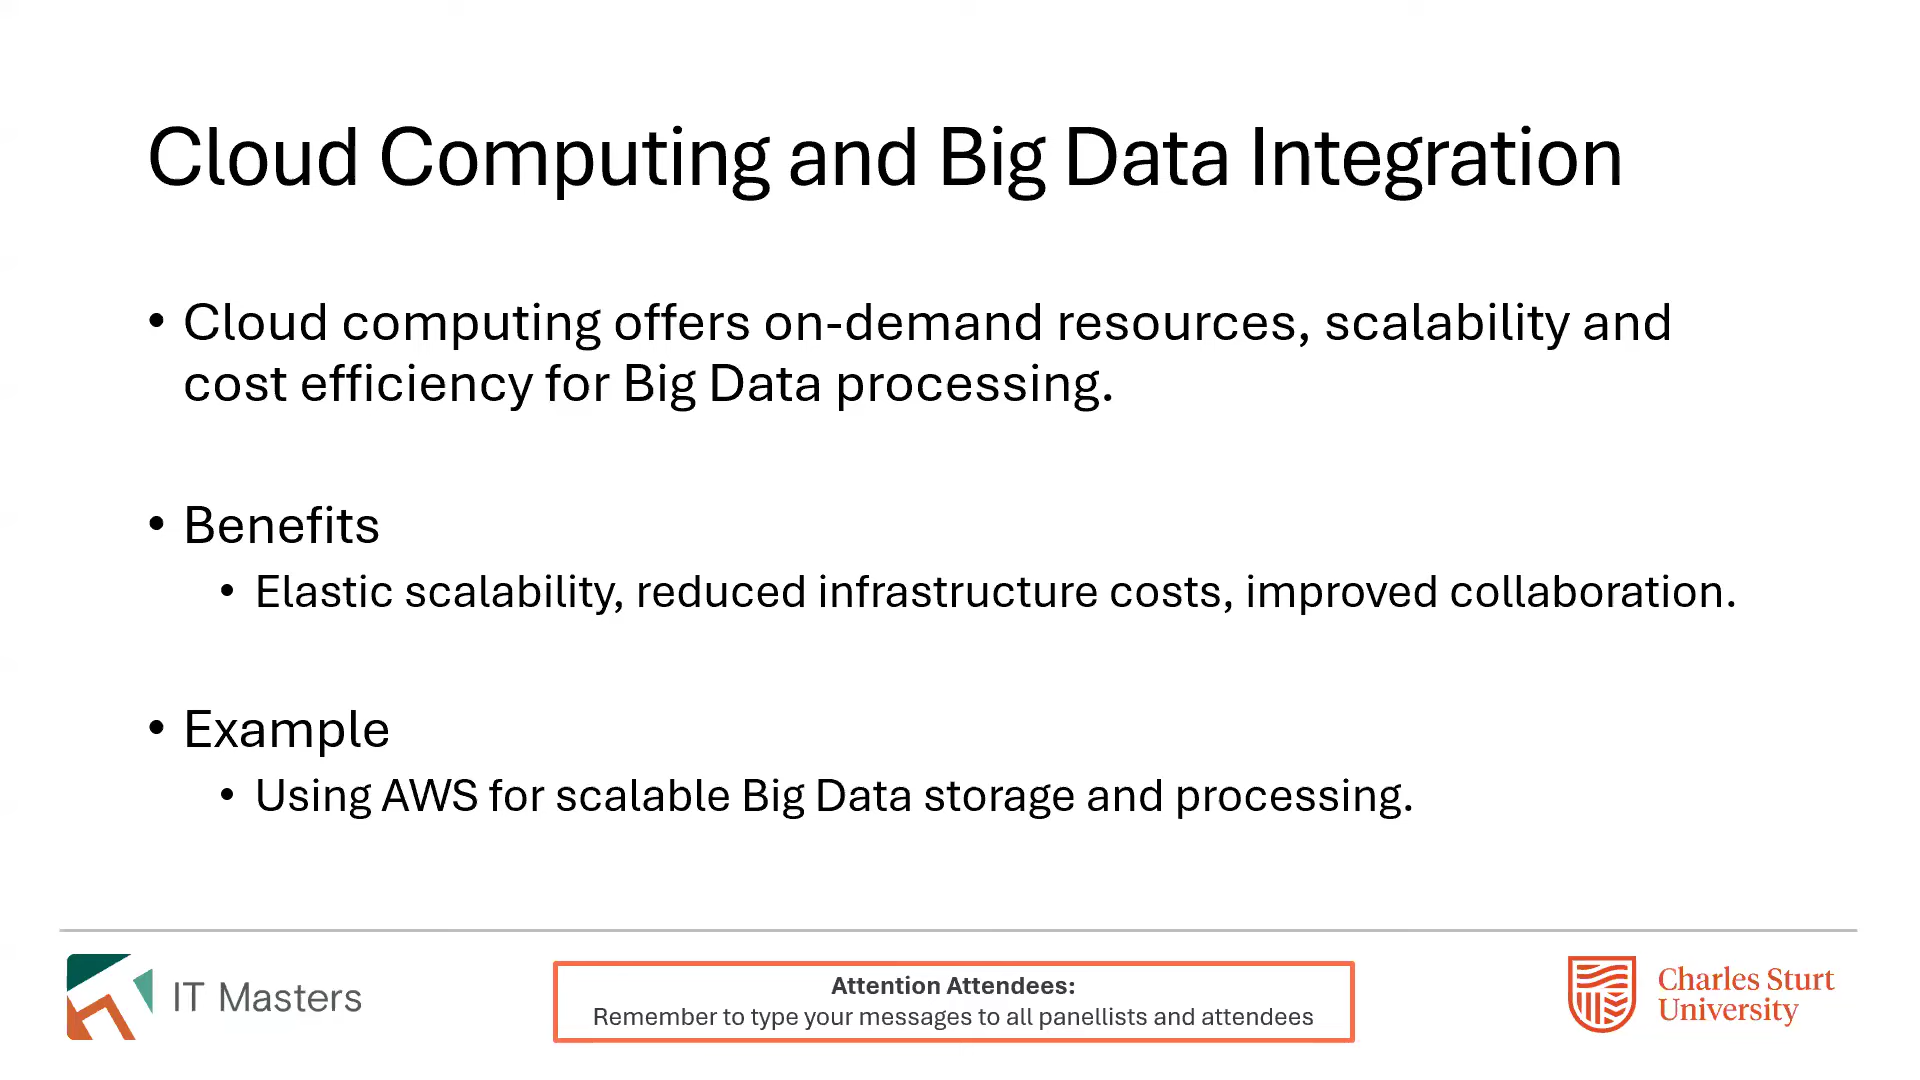 Cloud Computing and Big Data Integration
• Cloud computing offers on-demand resources, scalability and
cost efficiency for Big Data processing.
• Benefits
• Elastic scalability, reduced infrastructure costs, improved collaboration.
• Example
• Using AWS for scalable Big Data storage and processing.
IT Masters
Attention Attendees:
Remember to type your messages to all panellists and attendees
Charles Sturt
University